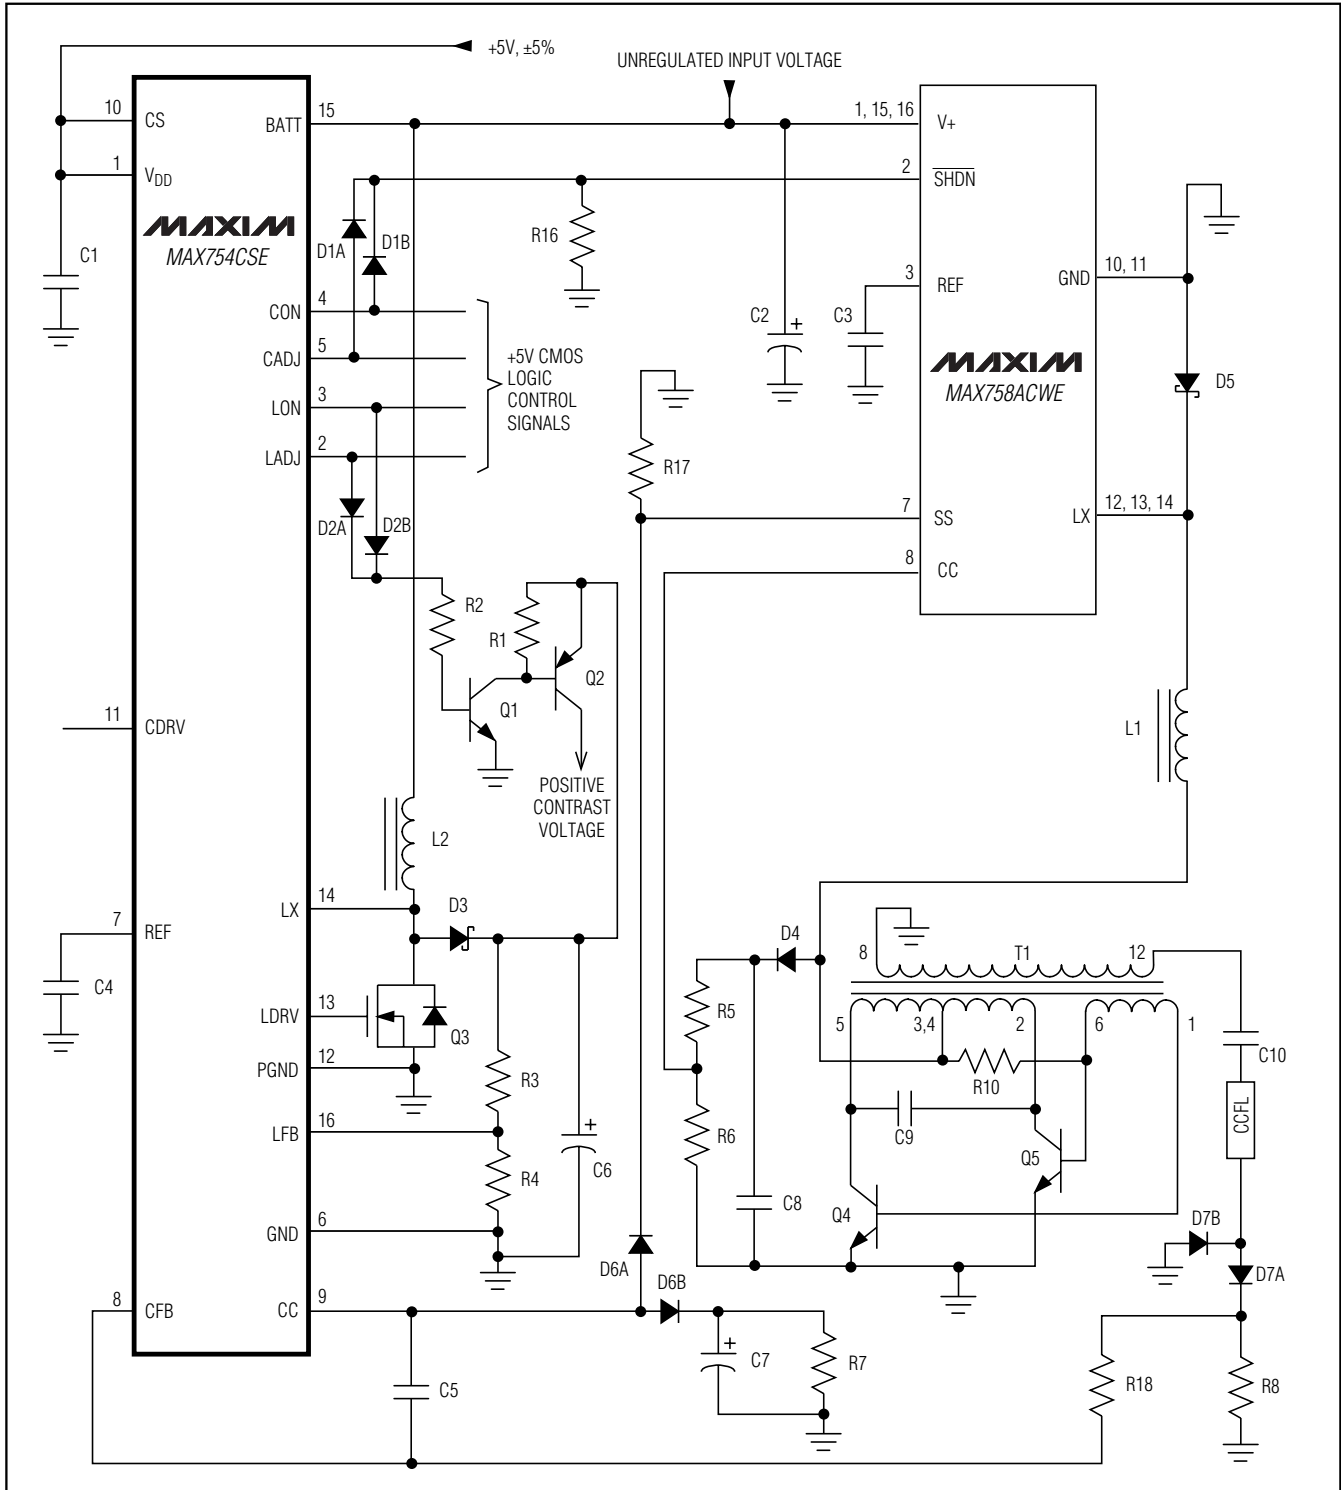 +5V, ±5%
UNREGULATED INPUT VOLTAGE
10
CS
BATT
15
1, 15, 16
V+
1
VDD
2
SHDN
MAXIM
MAX754CSE
C1
D1A
D1B
R16
3
REF
10, 11
GND
CON
4
C2
+
C3
CADJ
5
+5V CMOS
LOGIC
CONTROL
SIGNALS
MAXIM
MAX758ACWE
D5
LON
3
LADJ
2
R17
D2A
D2B
7
SS
LX
12, 13, 14
8
CC
R2
R1
Q2
Q1
11
CDRV
L1
POSITIVE
CONTRAST
VOLTAGE
L2
LX
14
D3
7
REF
D4
8
T1
12
C4
LDRV
13
Q3
R5
5
3,4
2
6
1
PGND
12
R3
R10
C10
LFB
16
+
C6
R6
C9
CCFL
R4
Q5
C8
Q4
GND
6
D7B
D6A
D6B
D7A
8
CFB
CC
9
+
C7
R7
C5
R18
R8